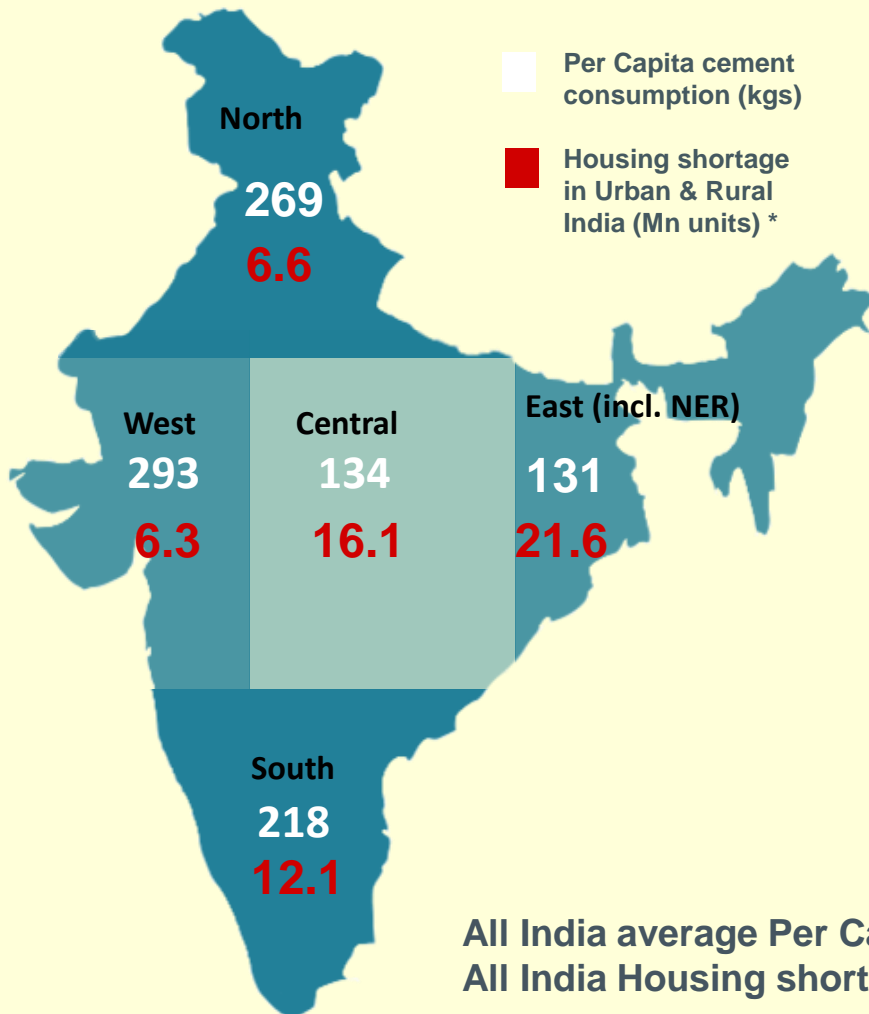 Per Capita cement
consumption (kgs)
Housing shortage
in Urban & Rural
India (Mn units) *
North
269
6.6
West
293
6.3
Central
134
16.1
East (incl. NER)
131
21.6
South
218
12.1
All India average Per
All India Housing